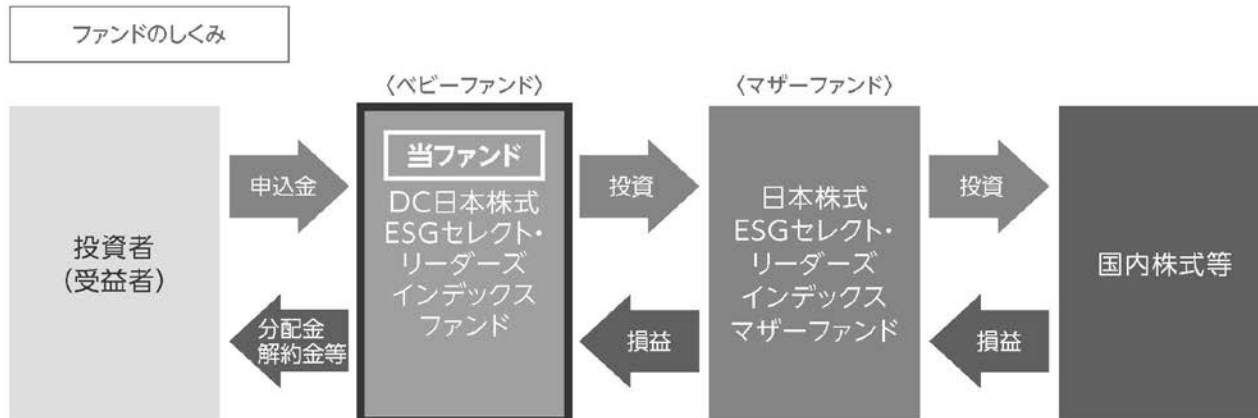 ファンドのしくみ
〈ベビーファンド〉
〈マザーファンド〉
投資者
(受益者)
申込金
分配金
解約金等
当ファンド
DC日本株式
ESGセレクト・
リーダーズ
インデックス
ファンド
投資
損益
日本株式
ESGセレクト・
リーダーズ
インデックス
マザーファンド
投資
損益
国内株式等